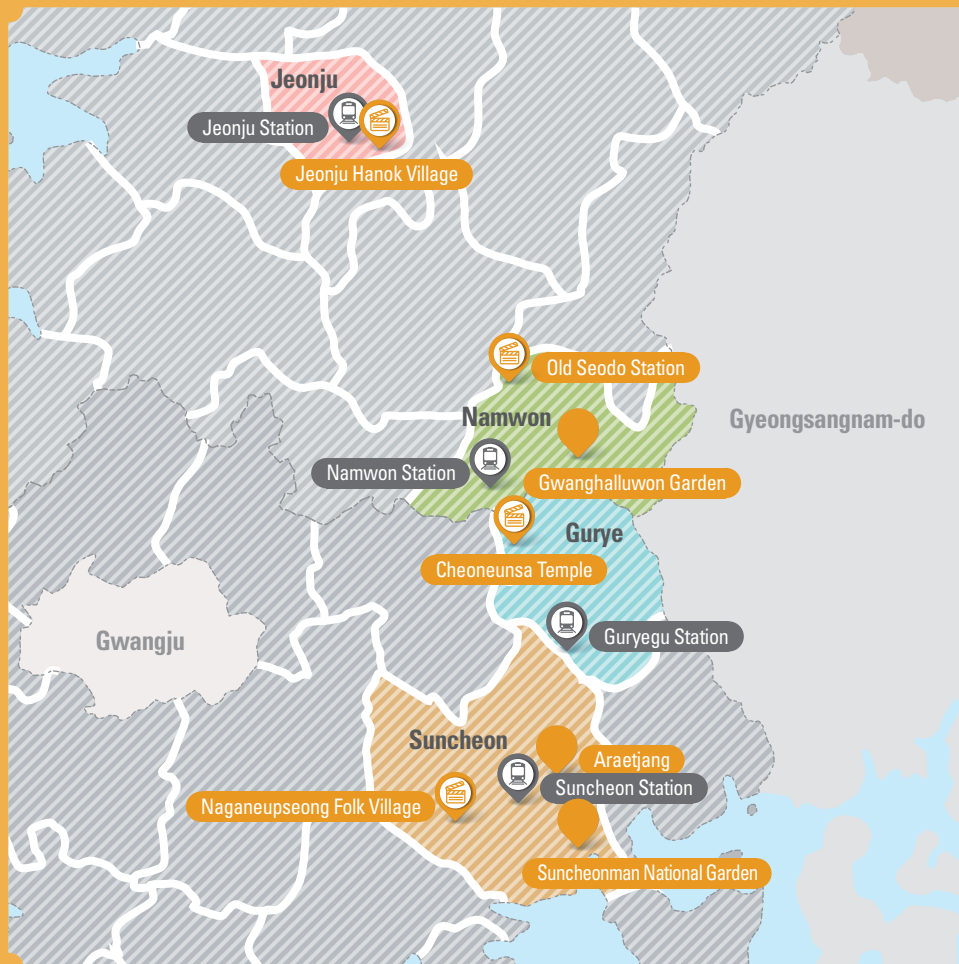 Jeonju
Jeonju Station
Jeonju Hanok Village
Old Seodo Station
Namwon
Gyeongsangnam-do
Namwon Station
Gwanghalluwon Garden
Gurye
Cheoneunsa Temple
Guryegu Station
Gwangju
Suncheon
Araetjang
Suncheon Station
Naganeupseong Folk Village
Suncheonman National Garden